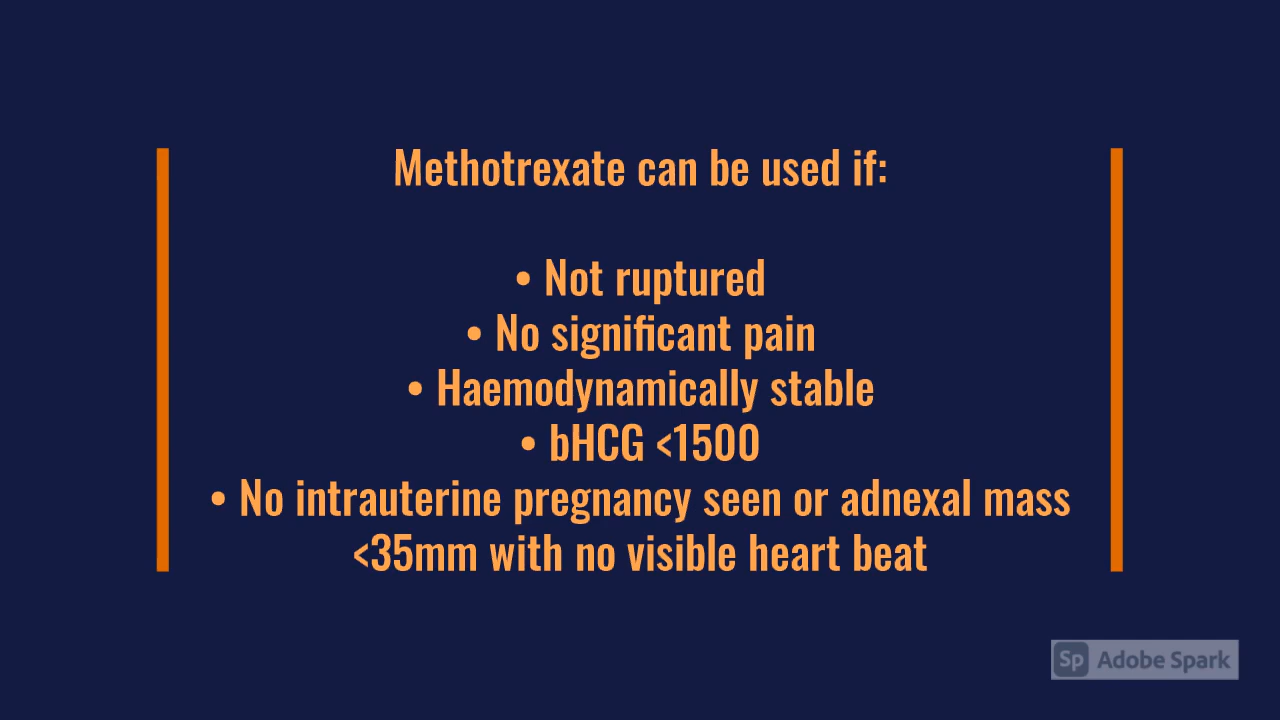 Methotrexate can be used if:
• Not ruptured
• No significant pain
• Haemodynamically stable
• bHCG <1500
• No intrauterine pregnancy seen or adnexal mass
<35mm with no visible heart beat
Sp Adobe Spark